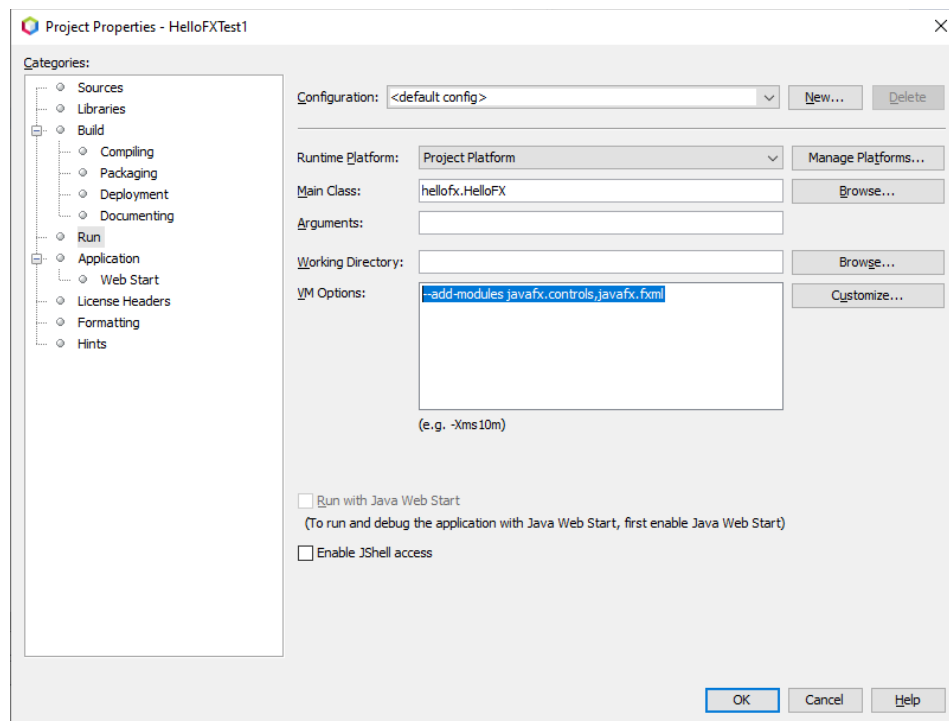 Project Properties - HelloFXTest1
Categories:
Sources
Libraries
Build
Compiling
Packaging
Deployment
Documenting
Run
Application
Web Start
License Headers
Formatting
Hints
Configuration: <default config> New... Delete
Runtime Platform: Project Platform Manage Platforms...
Main Class: hellofx.HelloFX Browse...
Arguments:
Working Directory: Browse...
VM Options: --add-modules javafx.controls,javafx.fxml Customize...
(e.g. -Xms10m)
Run with Java Web Start
(To run and debug the application with Java Web Start, first enable Java Web Start)
Enable JShell access
OK Cancel Help